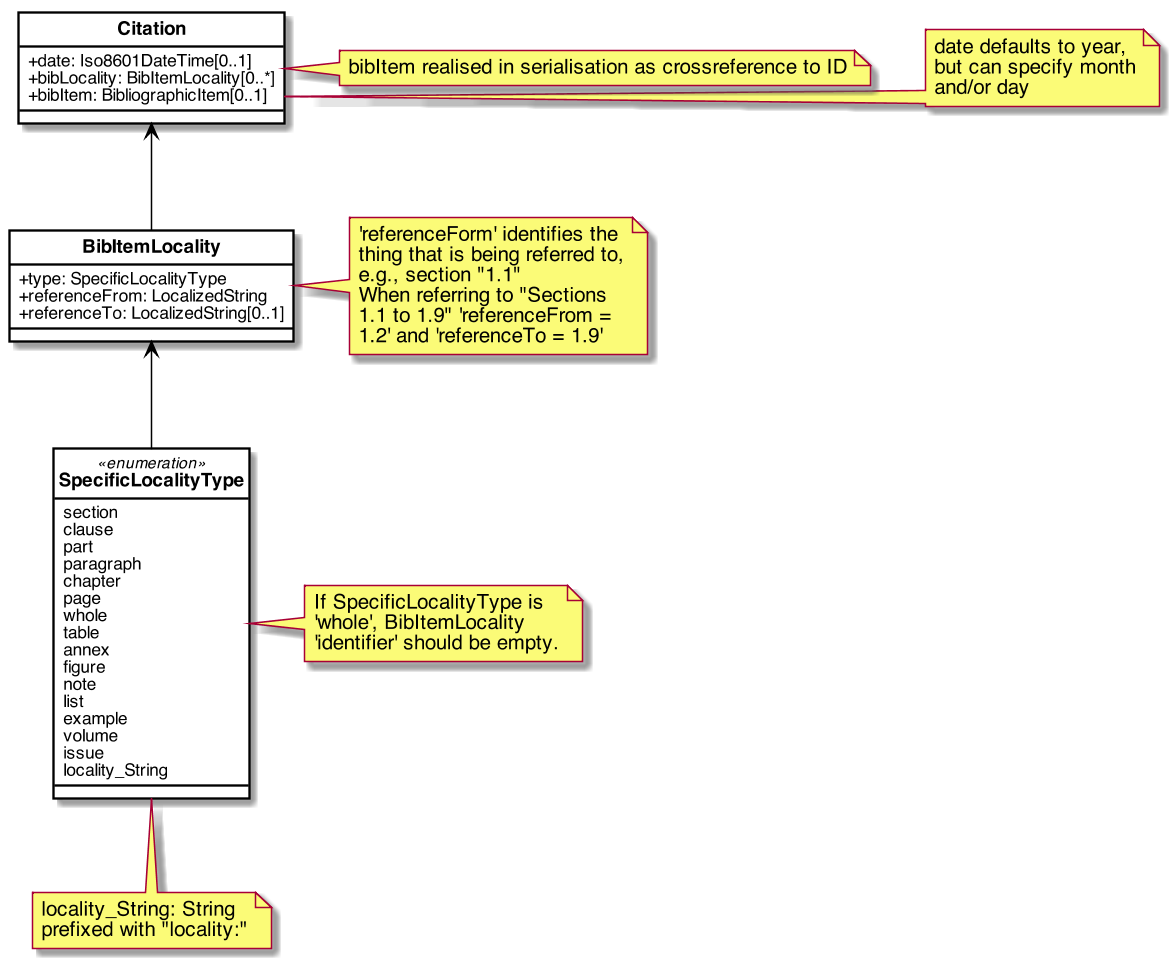 Citation
+date: Iso8601DateTime[0..1]
+bibLocality: BibItemLocality[0..*]
+bibItem: BibliographicItem[0..1]
bibItem realised in serialisation as crossreference to ID
date defaults to year,
but can specify month
and/or day
BibItemLocality
+type: SpecificLocalityType
+referenceFrom: LocalizedString
+referenceTo: LocalizedString[0..1]
'referenceForm' identifies the
thing that is being referred to,
e.g., section "1.1"
When referring to "Sections
1.1 to 1.9" 'referenceFrom =
1.2' and 'referenceTo = 1.9'
«enumeration»
SpecificLocalityType
section
clause
part
paragraph
chapter
page
whole
table
annex
figure
note
list
example
volume
issue
locality_String
If SpecificLocalityType is
'whole', BibItemLocality
'identifier' should be empty.
locality_String: String
prefixed with "locality:"